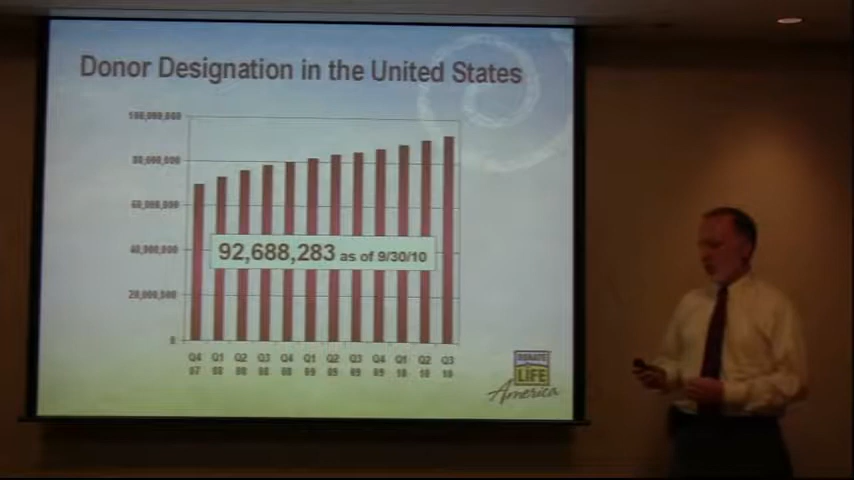 Donor Designation in the United States
100,000,000
80,000,000
60,000,000
40,000,000
20,000,000
0
92,688,283 as of 9/30/10
Q4 Q1 Q2 Q3 Q4 Q1 Q2 Q3 Q4 Q1 Q2 Q3
07 08 08 08 08 09 09 09 09 10 10 10
DONATE
LIFE
America